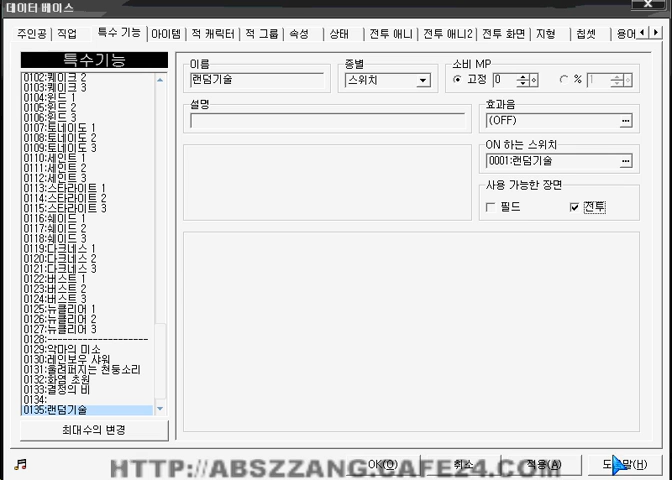 데이터 베이스
주인공 직업 특수 기능 아이템 적 캐릭터 적 그룹 속성 상태 전투 애니 전투 애니2 전투 화면 지형 칩셋 용어
특수기능
0102:퀘이크 2
0103:퀘이크 3
0104:윈드 1
0105:윈드 2
0106:윈드 3
0107:토네이도 1
0108:토네이도 2
0109:토네이도 3
0110:세인트 1
0111:세인트 2
0112:세인트 3
0113:스타라이트 1
0114:스타라이트 2
0115:스타라이트 3
0116:쉐이드 1
0117:쉐이드 2
0118:쉐이드 3
0119:다크네스 1
0120:다크네스 2
0121:다크네스 3
0122:버스트 1
0123:버스트 2
0124:버스트 3
0125:뉴클리어 1
0126:뉴클리어 2
0127:뉴클리어 3
0128:--------------------
0129:악마의 미소
0130:레인보우 샤워
0131:울려퍼지는 천둥소리
0132:화염 초원
0133:결정의 비
0134:
0135:랜덤기술
최대수의 변경
이름
랜덤기술
종별
스위치
소비 MP
고정 0 % 1
설명
효과음
(OFF)
ON 하는 스위치
0001:랜덤기술
사용 가능한 장면
필드 전투
OK(O) 취소 적용(A)
HTTP://ABSZZANG.CAFE24.COM